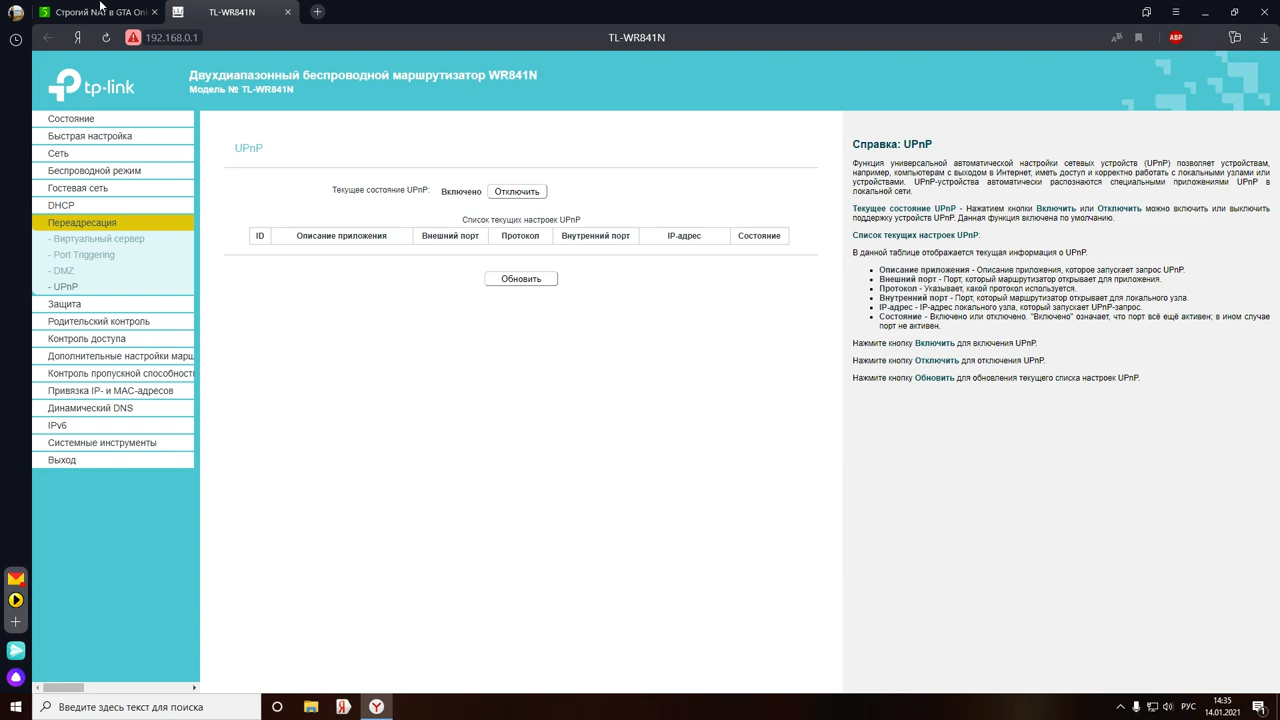 Строгий NAT в GTA Onl
TL-WR841N
192.168.0.1
TL-WR841N
ABP
tp-link
Двухдиапазонный беспроводной маршрутизатор WR841N
Модель № TL-WR841N
Состояние
Быстрая настройка
Сеть
Беспроводной режим
Гостевая сеть
DHCP
Переадресация
- Виртуальный сервер
- Port Triggering
- DMZ
- UPnP
Защита
Родительский контроль
Контроль доступа
Дополнительные настройки марш
Контроль пропускной способност
Привязка IP- и MAC-адресов
Динамический DNS
IPv6
Системные инструменты
Выход
UPnP
Текущее состояние UPnP: Включено Отключить
Список текущих настроек UPnP
ID Описание приложения Внешний порт Протокол Внутренний порт IP-адрес Состояние
Обновить
Справка: UPnP
Функция универсальной автоматической настройки сетевых устройств (UPnP) позволяет устройствам,
например, компьютерам с выходом в Интернет, иметь доступ и корректно работать с локальными узлами или
устройствами. UPnP-устройства автоматически распознаются специальными приложениями UPnP в
локальной сети.
Текущее состояние UPnP - Нажатием кнопки Включить или Отключить можно включить или выключить
поддержку устройств UPnP. Данная функция включена по умолчанию.
Список текущих настроек UPnP:
В данной таблице отображается текущая информация о UPnP.
• Описание приложения - Описание приложения, которое запускает запрос UPnP.
• Внешний порт - Порт, который маршрутизатор открывает для приложения.
• Протокол - Указывает, какой протокол используется.
• Внутренний порт - Порт, который маршрутизатор открывает для локального узла.
• IP-адрес - IP-адрес локального узла, который запускает UPnP-запрос.
• Состояние - Включено или отключено. "Включено" означает, что порт всё ещё активен; в ином случае
порт не активен.
Нажмите кнопку Включить для включения UPnP.
Нажмите кнопку Отключить для отключения UPnP.
Нажмите кнопку Обновить для обновления текущего списка настроек UPnP.
Введите здесь текст для поиска
РУС
14:35
14.01.2021